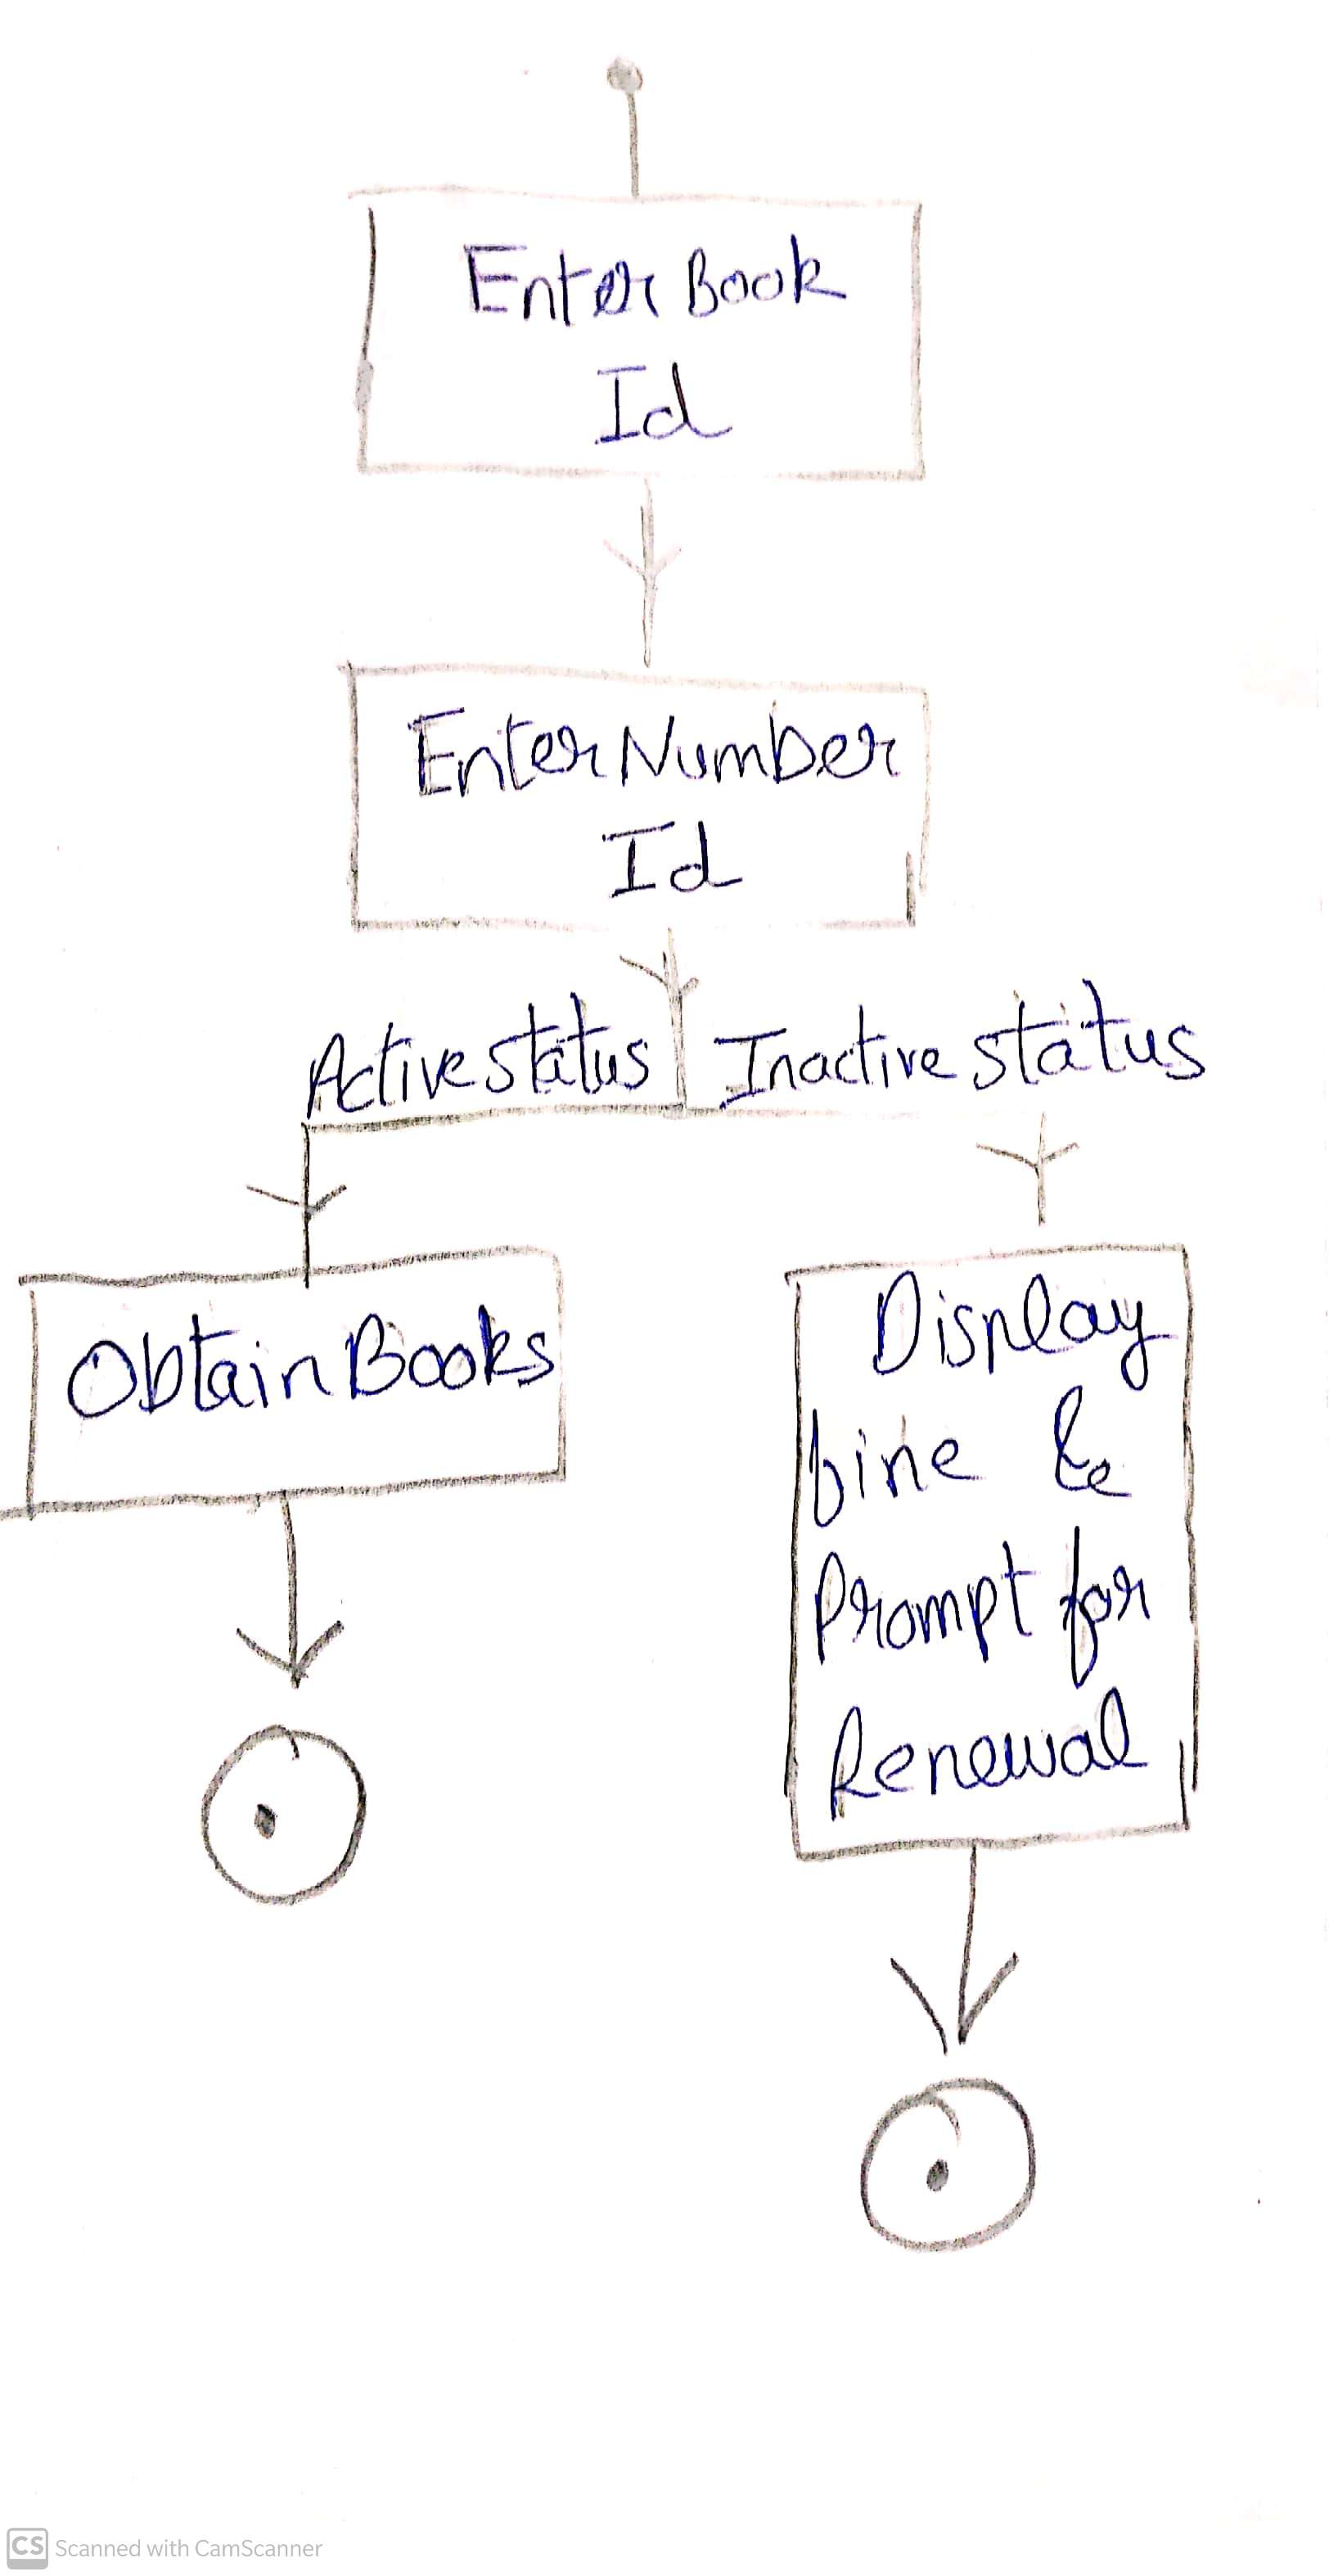 Enter Book
Id
Enter Number
Id
Active status
Inactive status
Obtain Books
Display
fine &
Prompt for
Renewal
CS Scanned with CamScanner